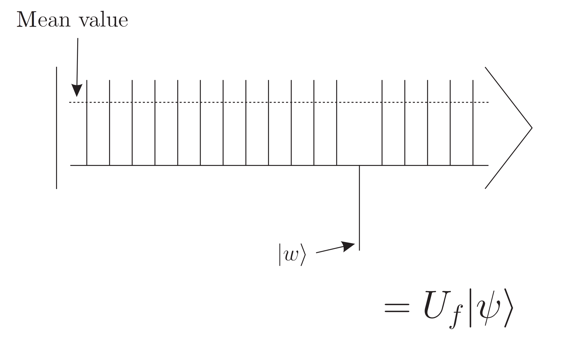 Mean value
|w⟩
= U_f|ψ⟩